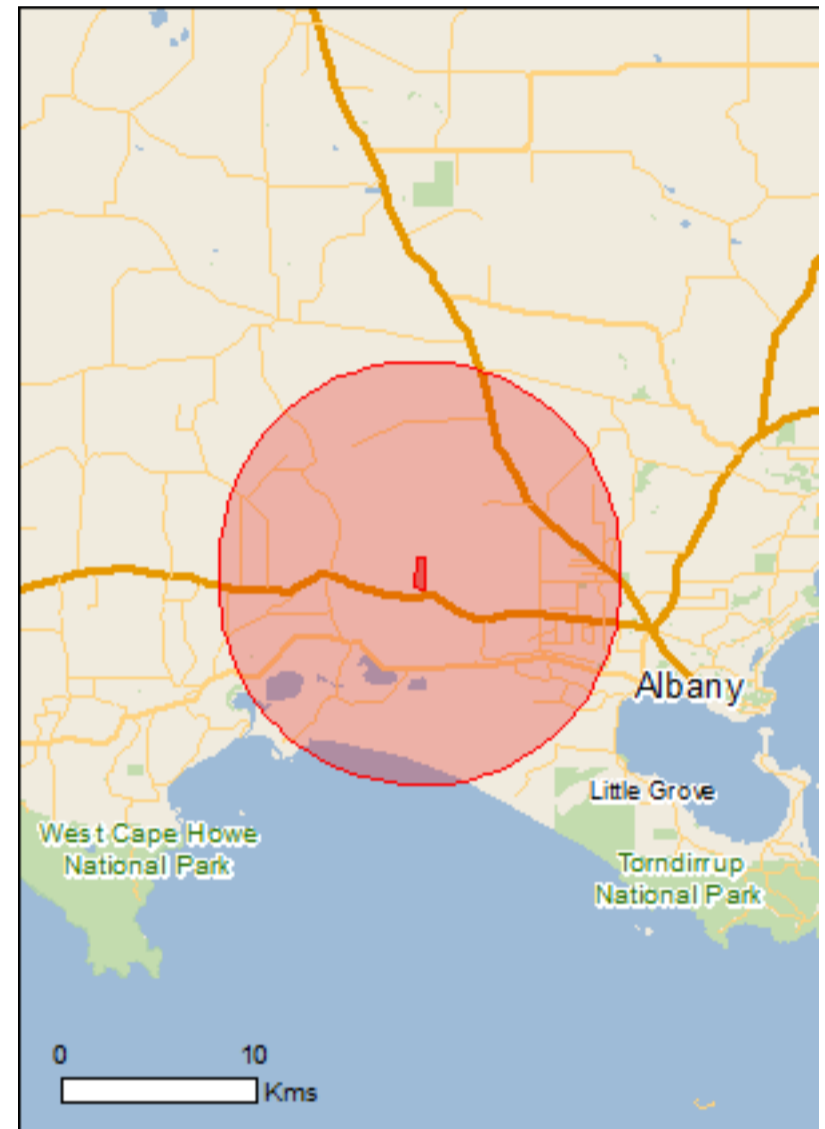 Albany
Little Grove
West Cape Howe
National Park
Torndirrup
National Park
0 10
Kms